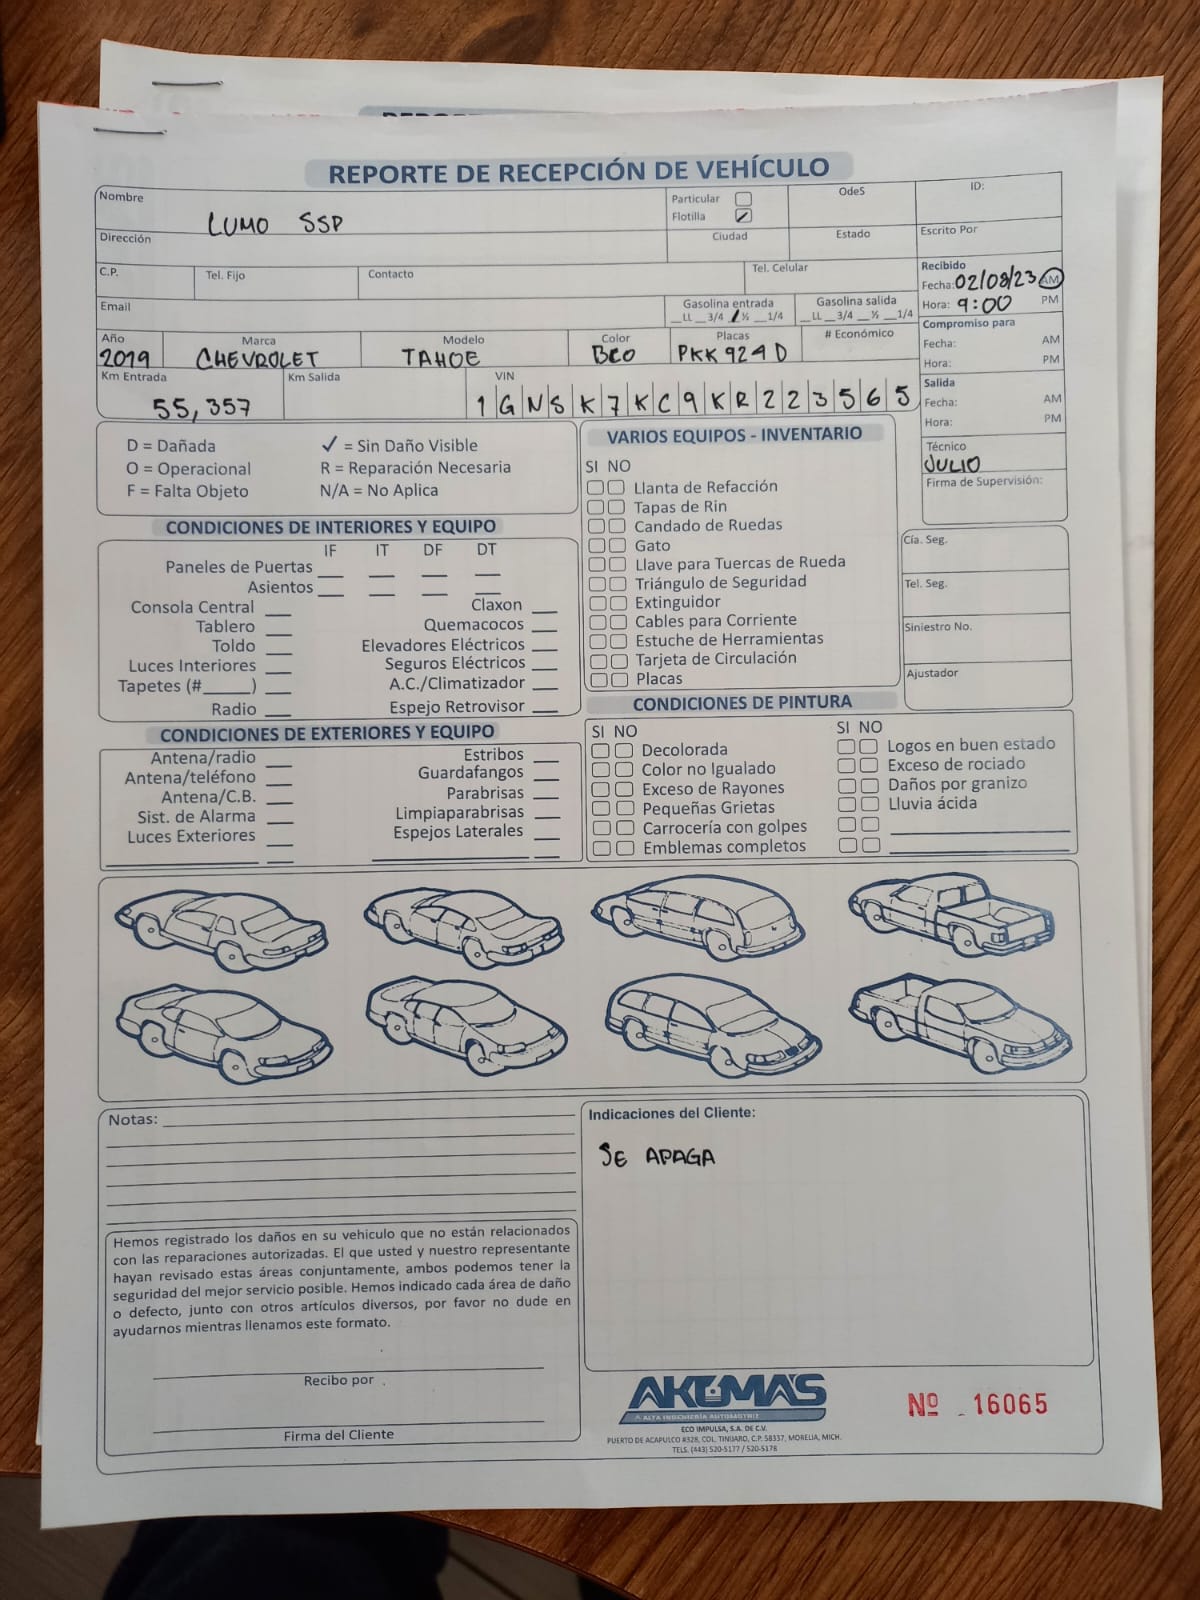 REPORTE DE RECEPCIÓN DE VEHÍCULO
Nombre LUMO SSP
Particular
Flotilla ✓
OdeS
ID:
Dirección
Ciudad
Estado
Escrito Por
C.P.
Tel. Fijo
Contacto
Tel. Celular
Recibido
Fecha: 02/08/23 AM
Hora: 9:00 PM
Email
Gasolina entrada
__LL __3/4 __½ __1/4
Gasolina salida
__LL __3/4 __½ __1/4
Año 2019
Marca CHEVROLET
Modelo TAHOE
Color BCO
Placas PKK924D
# Económico
Compromiso para
Fecha: AM
Hora: PM
Km Entrada 55,357
Km Salida
VIN 1GNSK7KC9KR223565
Salida
Fecha: AM
Hora: PM
Técnico
JULIO
Firma de Supervisión:
D = Dañada ✓ = Sin Daño Visible
O = Operacional R = Reparación Necesaria
F = Falta Objeto N/A = No Aplica
CONDICIONES DE INTERIORES Y EQUIPO
IF IT DF DT
Paneles de Puertas
Asientos
Consola Central Claxon
Tablero Quemacocos
Toldo Elevadores Eléctricos
Luces Interiores Seguros Eléctricos
Tapetes (#_____) A.C./Climatizador
Radio Espejo Retrovisor
VARIOS EQUIPOS - INVENTARIO
SI NO
Llanta de Refacción
Tapas de Rin
Candado de Ruedas
Gato
Llave para Tuercas de Rueda
Triángulo de Seguridad
Extinguidor
Cables para Corriente
Estuche de Herramientas
Tarjeta de Circulación
Placas
Cía. Seg.
Tel. Seg.
Siniestro No.
Ajustador
CONDICIONES DE EXTERIORES Y EQUIPO
Antena/radio Estribos
Antena/teléfono Guardafangos
Antena/C.B. Parabrisas
Sist. de Alarma Limpiaparabrisas
Luces Exteriores Espejos Laterales
CONDICIONES DE PINTURA
SI NO
Decolorada
Color no Igualado
Exceso de Rayones
Pequeñas Grietas
Carrocería con golpes
Emblemas completos
SI NO
Logos en buen estado
Exceso de rociado
Daños por granizo
Lluvia ácida
Notas:
Indicaciones del Cliente:
SE APAGA
Hemos registrado los daños en su vehiculo que no están relacionados
con las reparaciones autorizadas. El que usted y nuestro representante
hayan revisado estas áreas conjuntamente, ambos podemos tener la
seguridad del mejor servicio posible. Hemos indicado cada área de daño
o defecto, junto con otros artículos diversos, por favor no dude en
ayudarnos mientras llenamos este formato.
Recibo por
Firma del Cliente
AKUMA'S
ALTA INGENIERÍA AUTOMOTRIZ
ECO IMPULSA, S.A. DE C.V.
PUERTO DE ACAPULCO #328, COL. TINIJARO, C.P. 58337, MORELIA, MICH.
TELS. (443) 520-5177 / 520-5178
Nº 16065